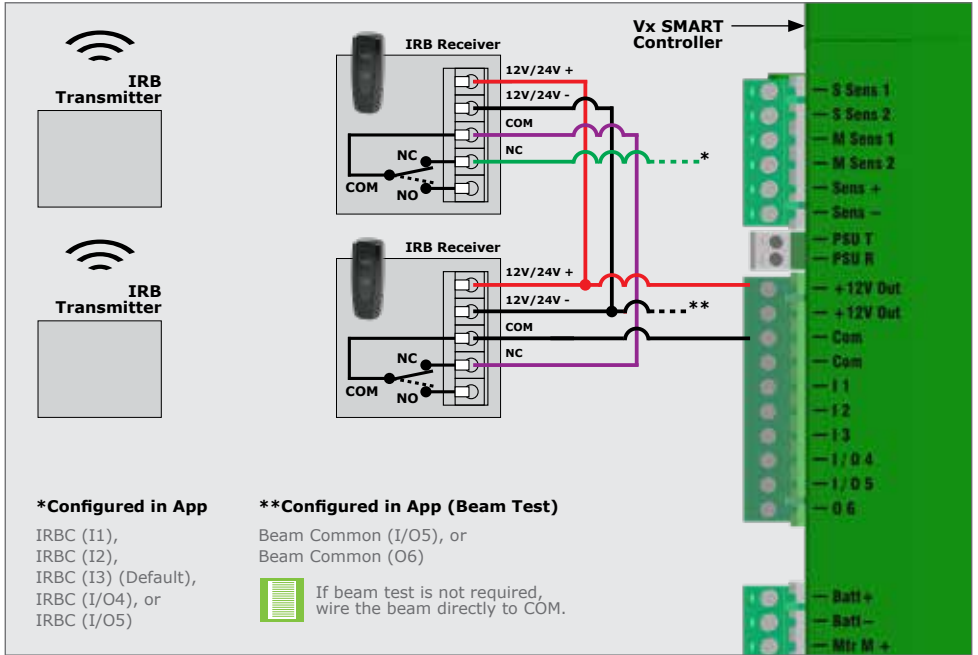 Vx SMART
Controller
IRB
Transmitter
IRB Receiver
12V/24V +
12V/24V -
COM
NC
*
NC
COM
NO
IRB
Transmitter
IRB Receiver
12V/24V +
12V/24V -
**
COM
NC
NC
COM
NO
S Sens 1
S Sens 2
M Sens 1
M Sens 2
Sens +
Sens –
PSU T
PSU R
+12V Out
+12V Out
Com
Com
I 1
I 2
I 3
I / O 4
I / O 5
O 6
Batt+
Batt–
Mtr M +
*Configured in App
IRBC (I1),
IRBC (I2),
IRBC (I3) (Default),
IRBC (I/O4), or
IRBC (I/O5)
**Configured in App (Beam Test)
Beam Common (I/O5), or
Beam Common (O6)
If beam test is not required,
wire the beam directly to COM.